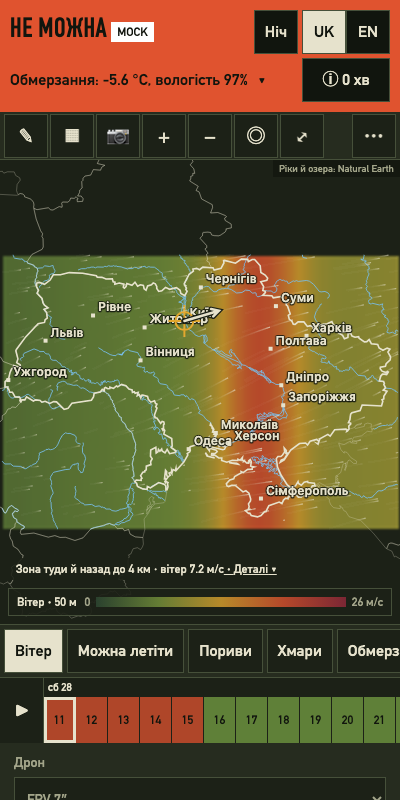 НЕ МОЖНА МОСК
Ніч UK EN
Обмерзання: -5.6 °C, вологість 97% ▾
ⓘ 0 хв
Ріки й озера: Natural Earth
Чернігів
Суми
Рівне
Київ
Житомир
Харків
Львів
Полтава
Вінниця
Ужгород
Дніпро
Запоріжжя
Миколаїв
Херсон
Одеса
Сімферополь
Зона туди й назад до 4 км · вітер 7.2 м/с · Деталі ▾
Вітер · 50 м 0 26 м/с
Вітер Можна летіти Пориви Хмари Обмерз
сб 28
11 12 13 14 15 16 17 18 19 20 21
Дрон
FPV 7″